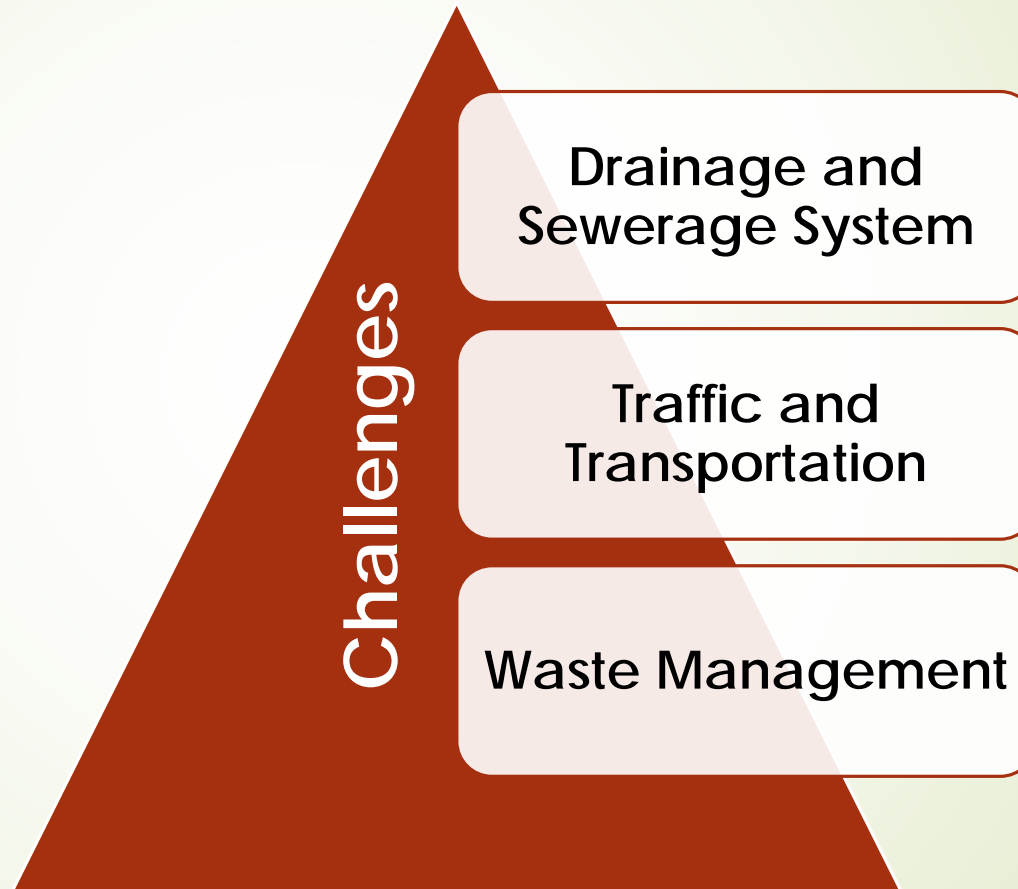 Challenges
Drainage and
Sewerage System
Traffic and
Transportation
Waste Management